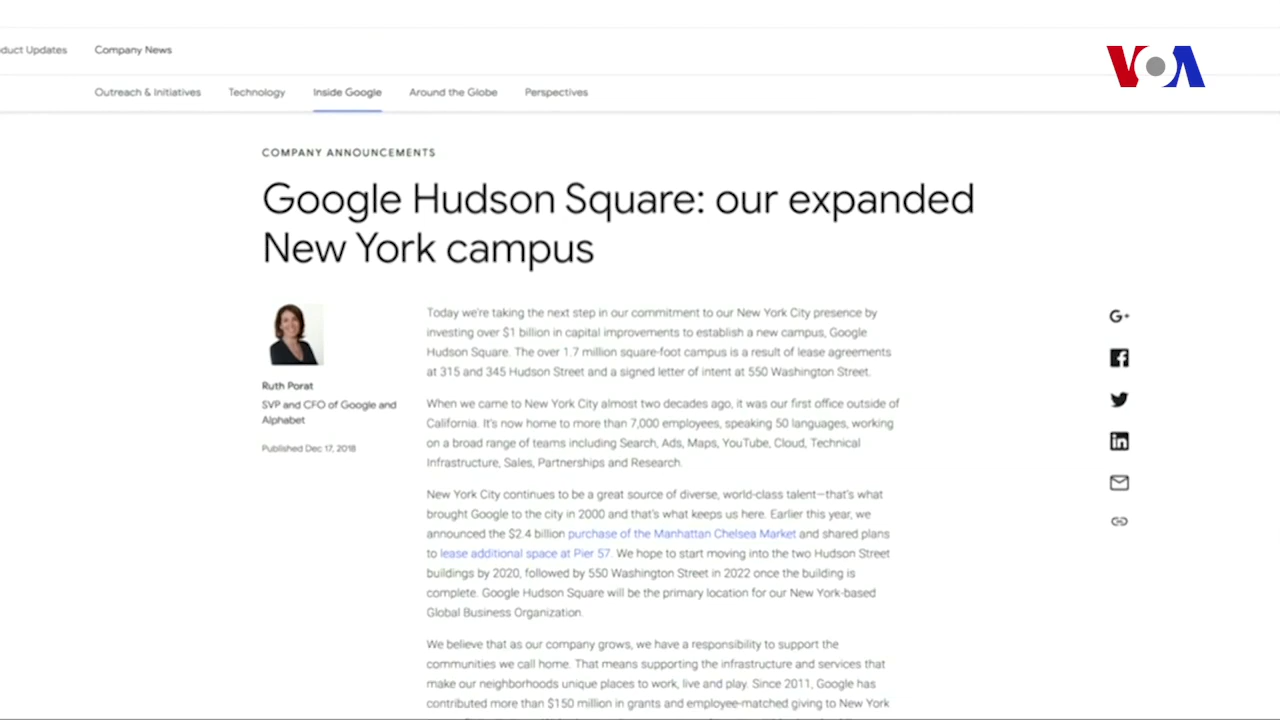 duct Updates Company News
VOA
Outreach & Initiatives Technology Inside Google Around the Globe Perspectives
COMPANY ANNOUNCEMENTS
Google Hudson Square: our expanded
New York campus
Ruth Porat
SVP and CFO of Google and
Alphabet
Published Dec 17, 2018
Today we're taking the next step in our commitment to our New York City presence by
investing over $1 billion in capital improvements to establish a new campus, Google
Hudson Square. The over 1.7 million square-foot campus is a result of lease agreements
at 315 and 345 Hudson Street and a signed letter of intent at 550 Washington Street.
When we came to New York City almost two decades ago, it was our first office outside of
California. It's now home to more than 7,000 employees, speaking 50 languages, working
on a broad range of teams including Search, Ads, Maps, YouTube, Cloud, Technical
Infrastructure, Sales, Partnerships and Research.
New York City continues to be a great source of diverse, world-class talent—that's what
brought Google to the city in 2000 and that's what keeps us here. Earlier this year, we
announced the $2.4 billion purchase of the Manhattan Chelsea Market and shared plans
to lease additional space at Pier 57. We hope to start moving into the two Hudson Street
buildings by 2020, followed by 550 Washington Street in 2022 once the building is
complete. Google Hudson Square will be the primary location for our New York-based
Global Business Organization.
We believe that as our company grows, we have a responsibility to support the
communities we call home. That means supporting the infrastructure and services that
make our neighborhoods unique places to work, live and play. Since 2011, Google has
contributed more than $150 million in grants and employee-matched giving to New York
G+